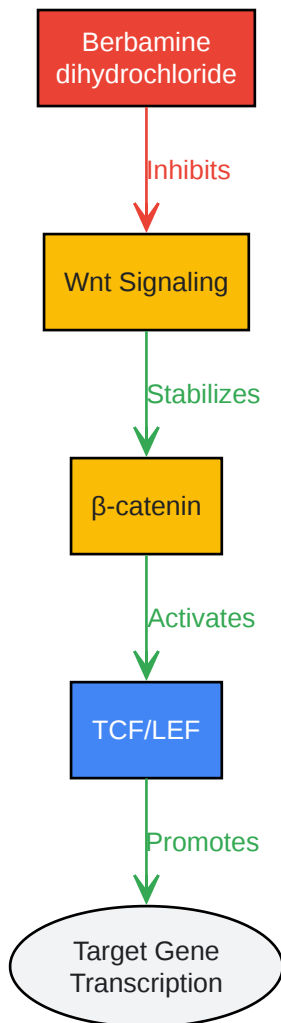 Berbamine
dihydrochloride
Inhibits
Wnt Signaling
Stabilizes
β-catenin
Activates
TCF/LEF
Promotes
Target Gene
Transcription